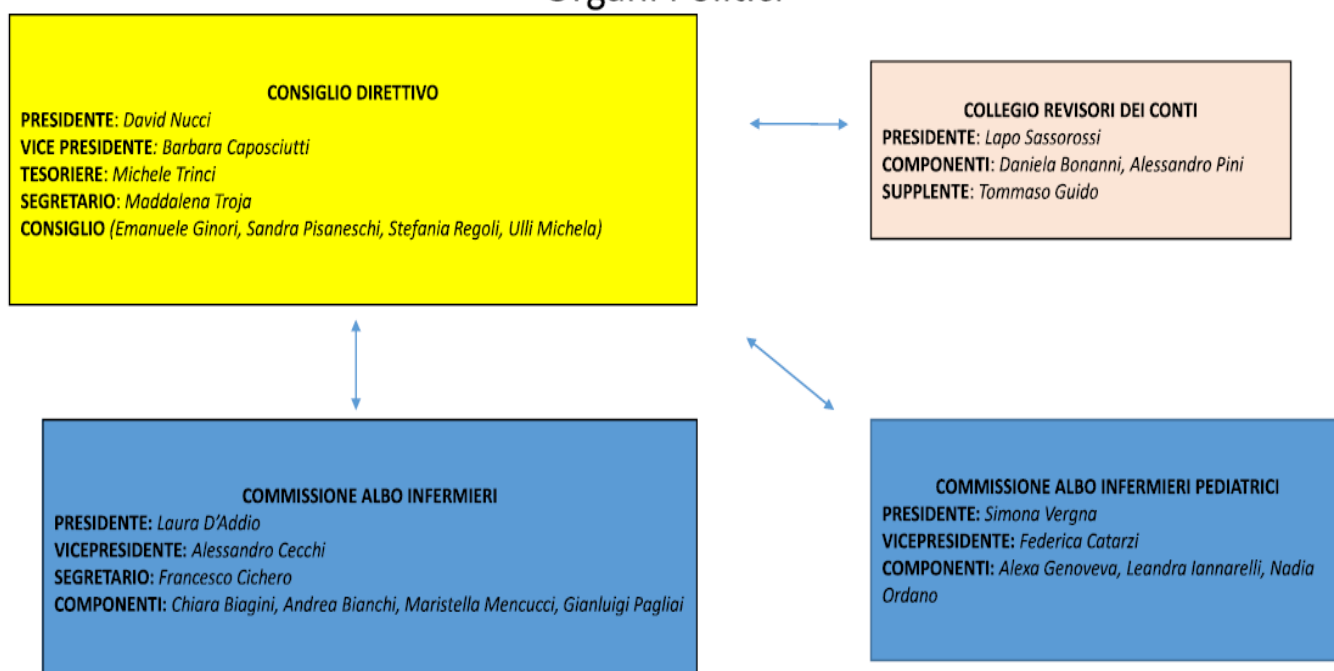 CONSIGLIO DIRETTIVO
PRESIDENTE: David Nucci
VICE PRESIDENTE: Barbara Caposciutti
TESORIERE: Michele Trinci
SEGRETARIO: Maddalena Troja
CONSIGLIO (Emanuele Ginori, Sandra Pisaneschi, Stefania Regoli, Ulli Michela)
COLLEGIO REVISORI DEI CONTI
PRESIDENTE: Lapo Sassorossi
COMPONENTI: Daniela Bonanni, Alessandro Pini
SUPPLENTE: Tommaso Guido
COMMISSIONE ALBO INFERMIERI
PRESIDENTE: Laura D’Addio
VICEPRESIDENTE: Alessandro Cecchi
SEGRETARIO: Francesco Cichero
COMPONENTI: Chiara Biagini, Andrea Bianchi, Maristella Mencucci, Gianluigi Pagliai
COMMISSIONE ALBO INFERMIERI PEDIATRICI
PRESIDENTE: Simona Vergna
VICEPRESIDENTE: Federica Catarzi
COMPONENTI: Alexa Genoveva, Leandra Iannarelli, Nadia
Ordano